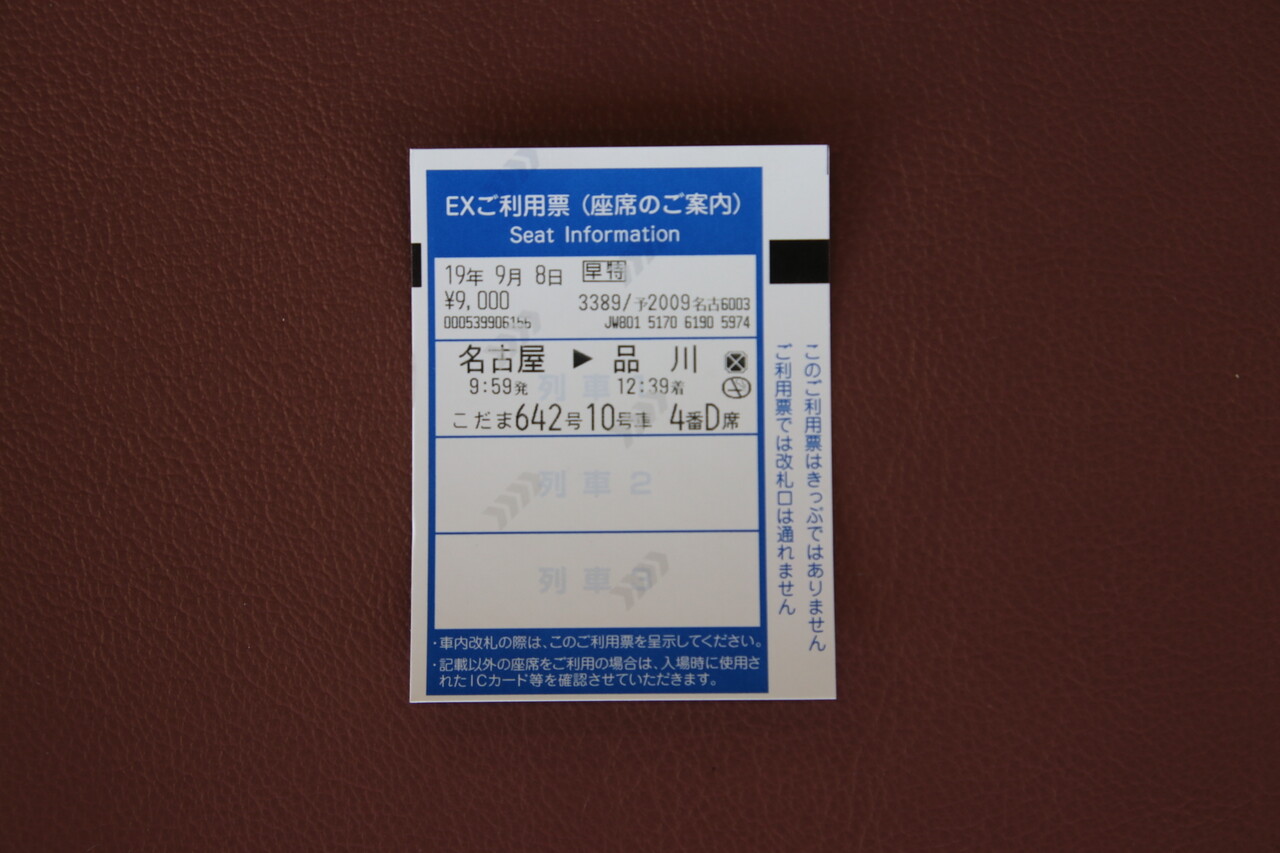 EXご利用票（座席のご案内）
Seat Information
19年 9月 8日 早特
¥9,000 3389/予2009名古6003
000539906166 JW801 5170 6190 5974
名古屋 ▶ 品川
9:59発 12:39着
こだま642号10号車 4番D席
列車2
列車3
・車内改札の際は、このご利用票を呈示してください。
・記載以外の座席をご利用の場合は、入場時に使用さ
れたICカード等を確認させていただきます。
このご利用票はきっぷではありません
ご利用票では改札口は通れません